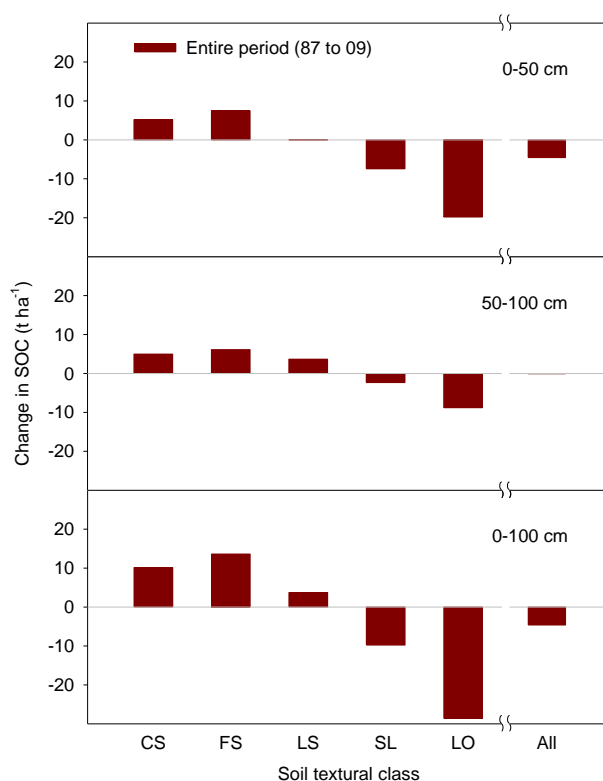 Entire period (87 to 09)
0-50 cm
20
10
0
-10
-20
50-100 cm
20
10
0
-10
-20
Change in SOC (t ha⁻¹)
0-100 cm
20
10
0
-10
-20
CS FS LS SL LO All
Soil textural class